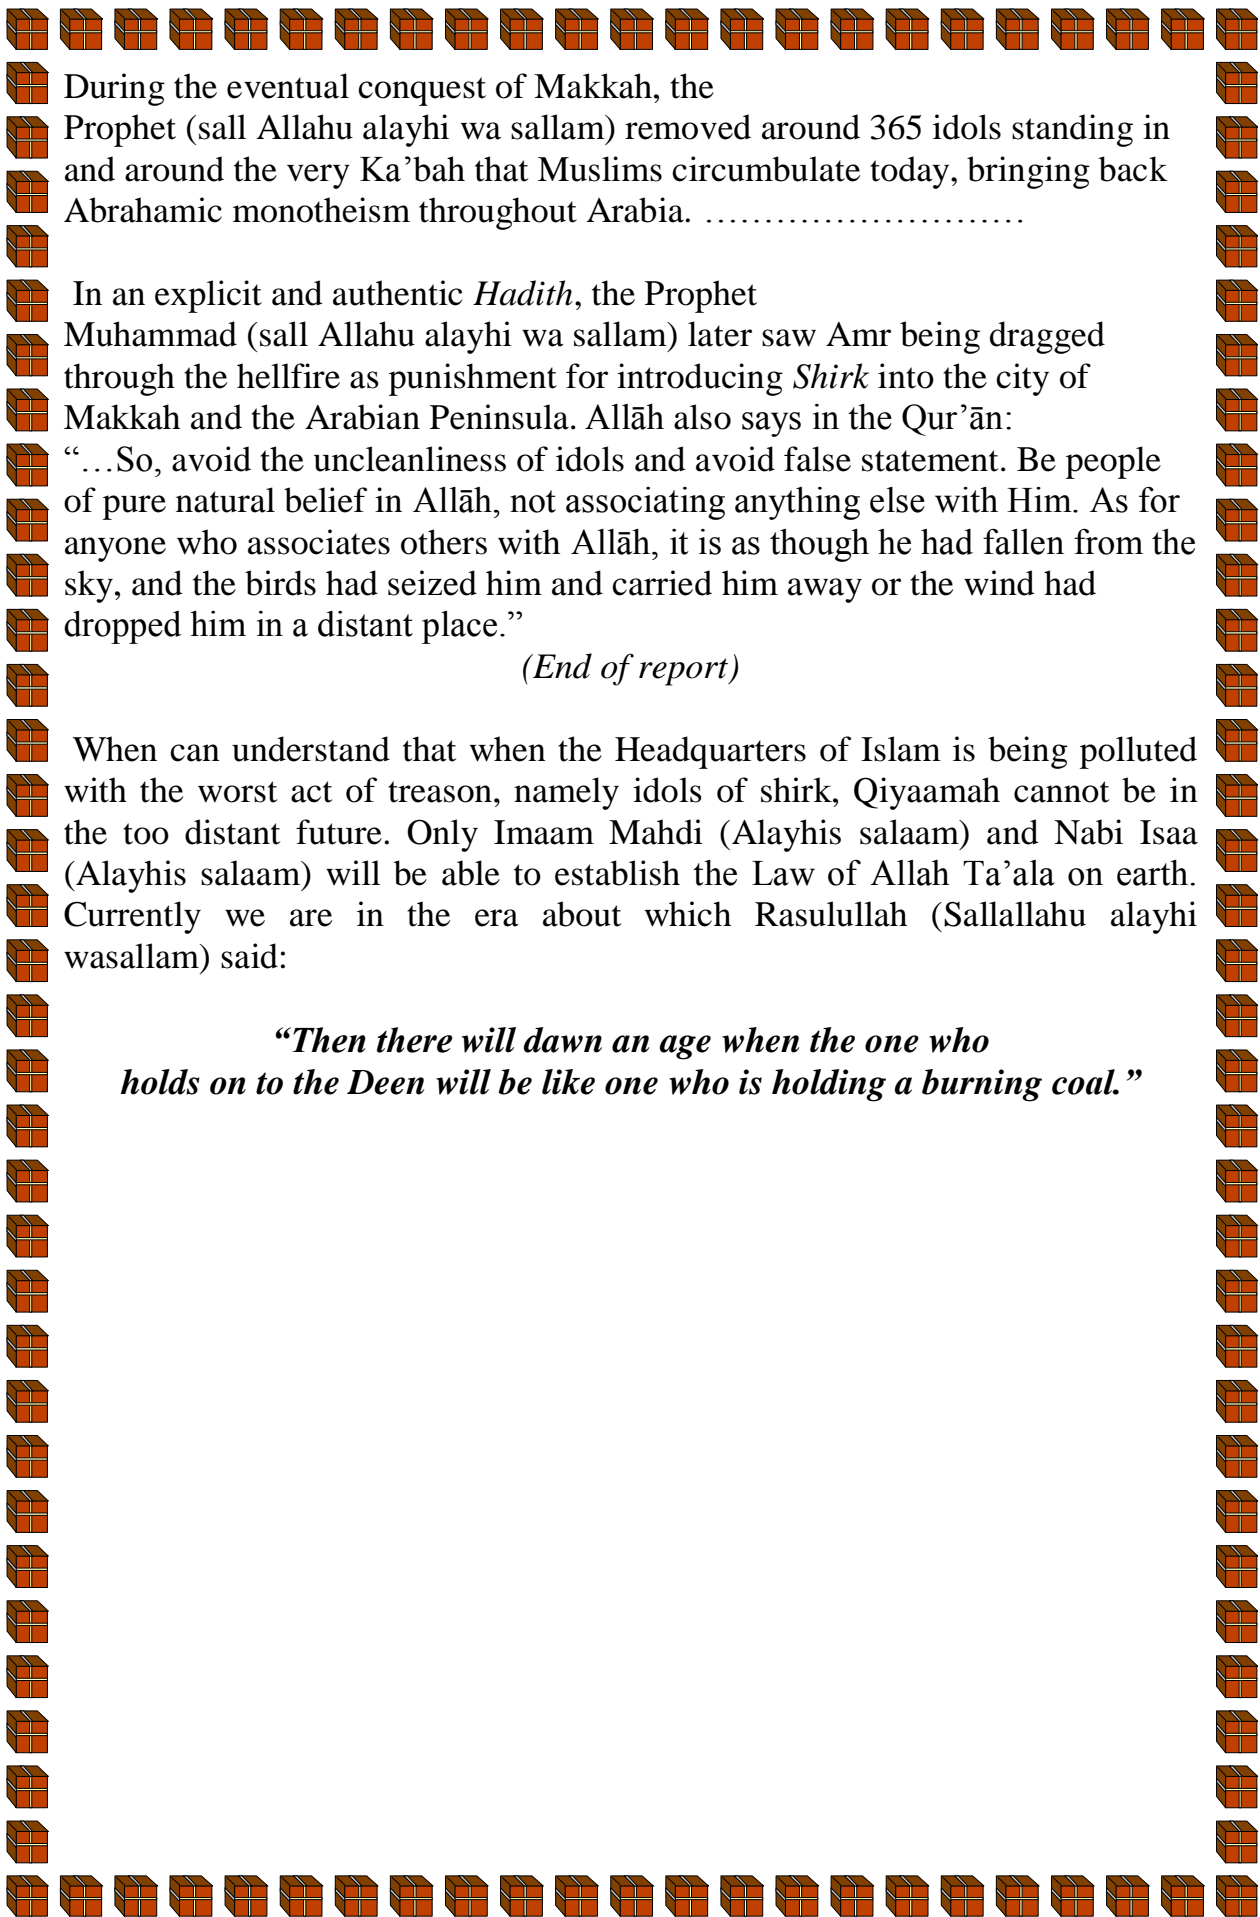 During the eventual conquest of Makkah, the
Prophet (sall Allahu alayhi wa sallam) removed around 365 idols standing in
and around the very Ka’bah that Muslims circumbulate today, bringing back
Abrahamic monotheism throughout Arabia. ………………………
In an explicit and authentic Hadith, the Prophet
Muhammad (sall Allahu alayhi wa sallam) later saw Amr being dragged
through the hellfire as punishment for introducing Shirk into the city of
Makkah and the Arabian Peninsula. Allāh also says in the Qur’ān:
“…So, avoid the uncleanliness of idols and avoid false statement. Be people
of pure natural belief in Allāh, not associating anything else with Him. As for
anyone who associates others with Allāh, it is as though he had fallen from the
sky, and the birds had seized him and carried him away or the wind had
dropped him in a distant place.”
(End of report)
When can understand that when the Headquarters of Islam is being polluted
with the worst act of treason, namely idols of shirk, Qiyaamah cannot be in
the too distant future. Only Imaam Mahdi (Alayhis salaam) and Nabi Isaa
(Alayhis salaam) will be able to establish the Law of Allah Ta’ala on earth.
Currently we are in the era about which Rasulullah (Sallallahu alayhi
wasallam) said:
“Then there will dawn an age when the one who
holds on to the Deen will be like one who is holding a burning coal.”